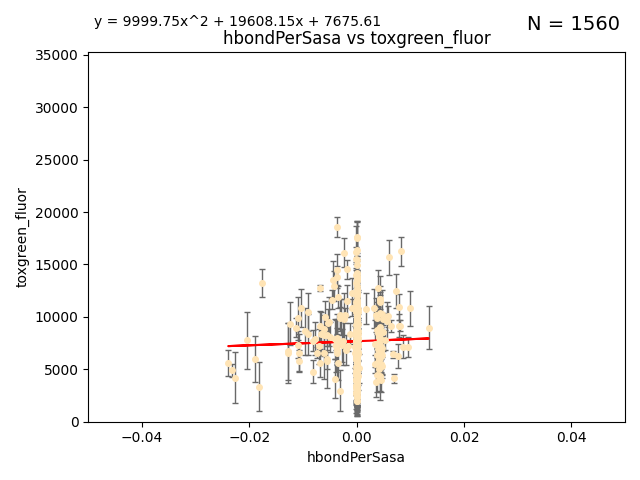 y = 9999.75x^2 + 19608.15x + 7675.61
N = 1560
hbondPerSasa vs toxgreen_fluor
toxgreen_fluor
35000
30000
25000
20000
15000
10000
5000
0
−0.04
−0.02
0.00
0.02
0.04
hbondPerSasa